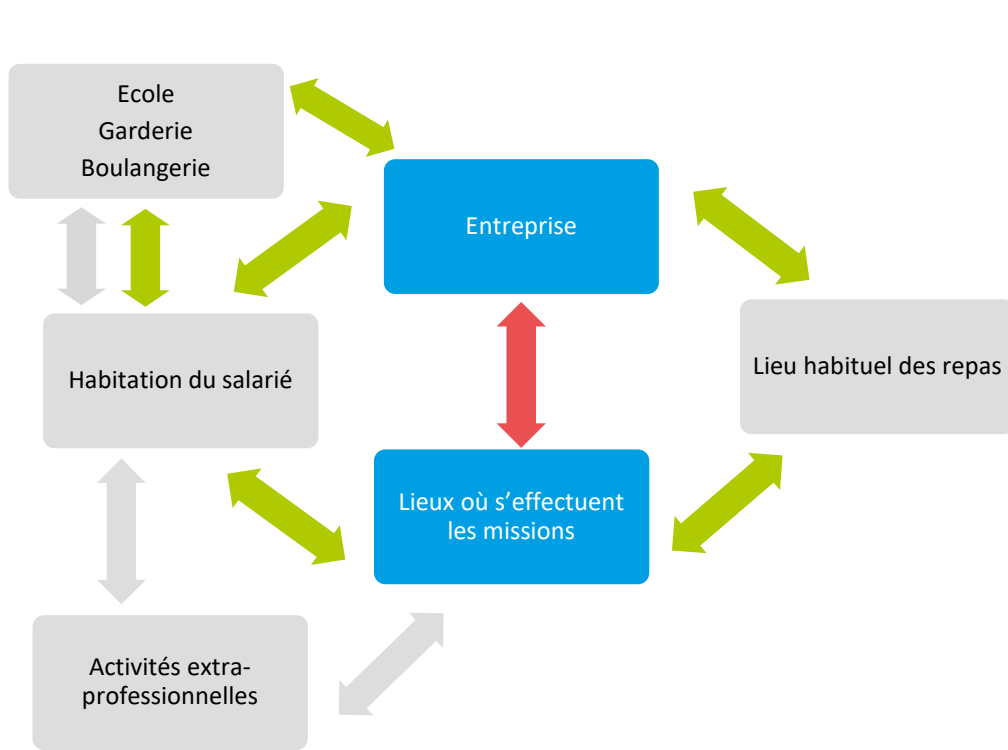 Ecole
Garderie
Boulangerie
Entreprise
Habitation du salarié
Lieu habituel des repas
Lieux où s’effectuent
les missions
Activités extra-
professionnelles